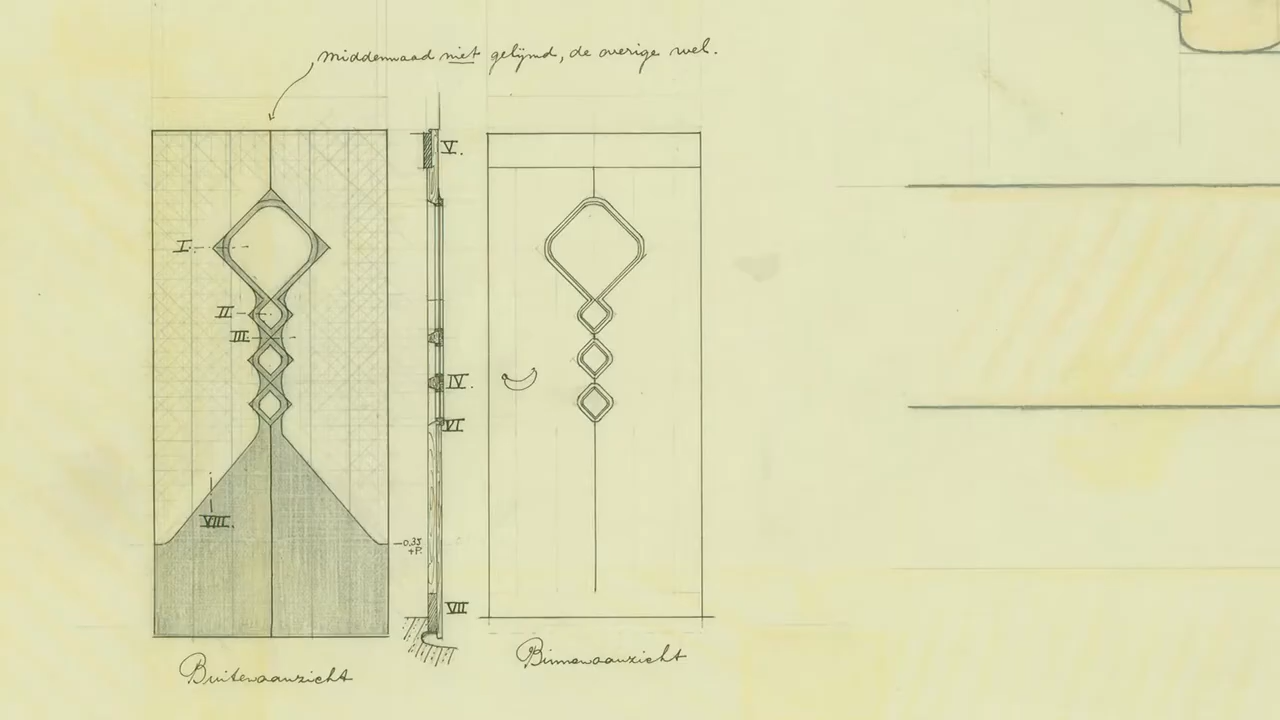 middennaad niet gelijmd, de overige wel.
V.
I.
II
III.
IV.
VI
VIII.
0.35
+P.
VII
Buitenaanzicht
Binnenaanzicht